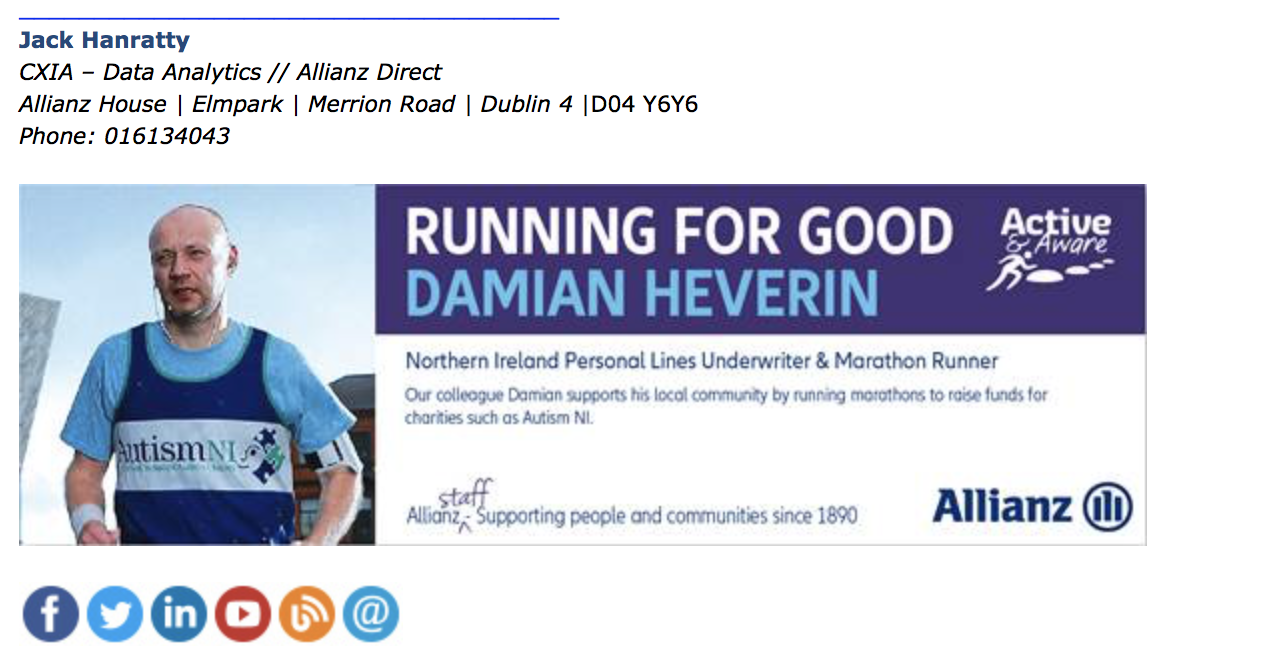 Jack Hanratty
CXIA – Data Analytics // Allianz Direct
Allianz House | Elmpark | Merrion Road | Dublin 4 |D04 Y6Y6
Phone: 016134043
RUNNING FOR GOOD
DAMIAN HEVERIN
Active
& Aware
Northern Ireland Personal Lines Underwriter & Marathon Runner
Our colleague Damian supports his local community by running marathons to raise funds for
charities such as Autism NI.
AutismNI
staff
Allianz - Supporting people and communities since 1890
Allianz
f
in
@